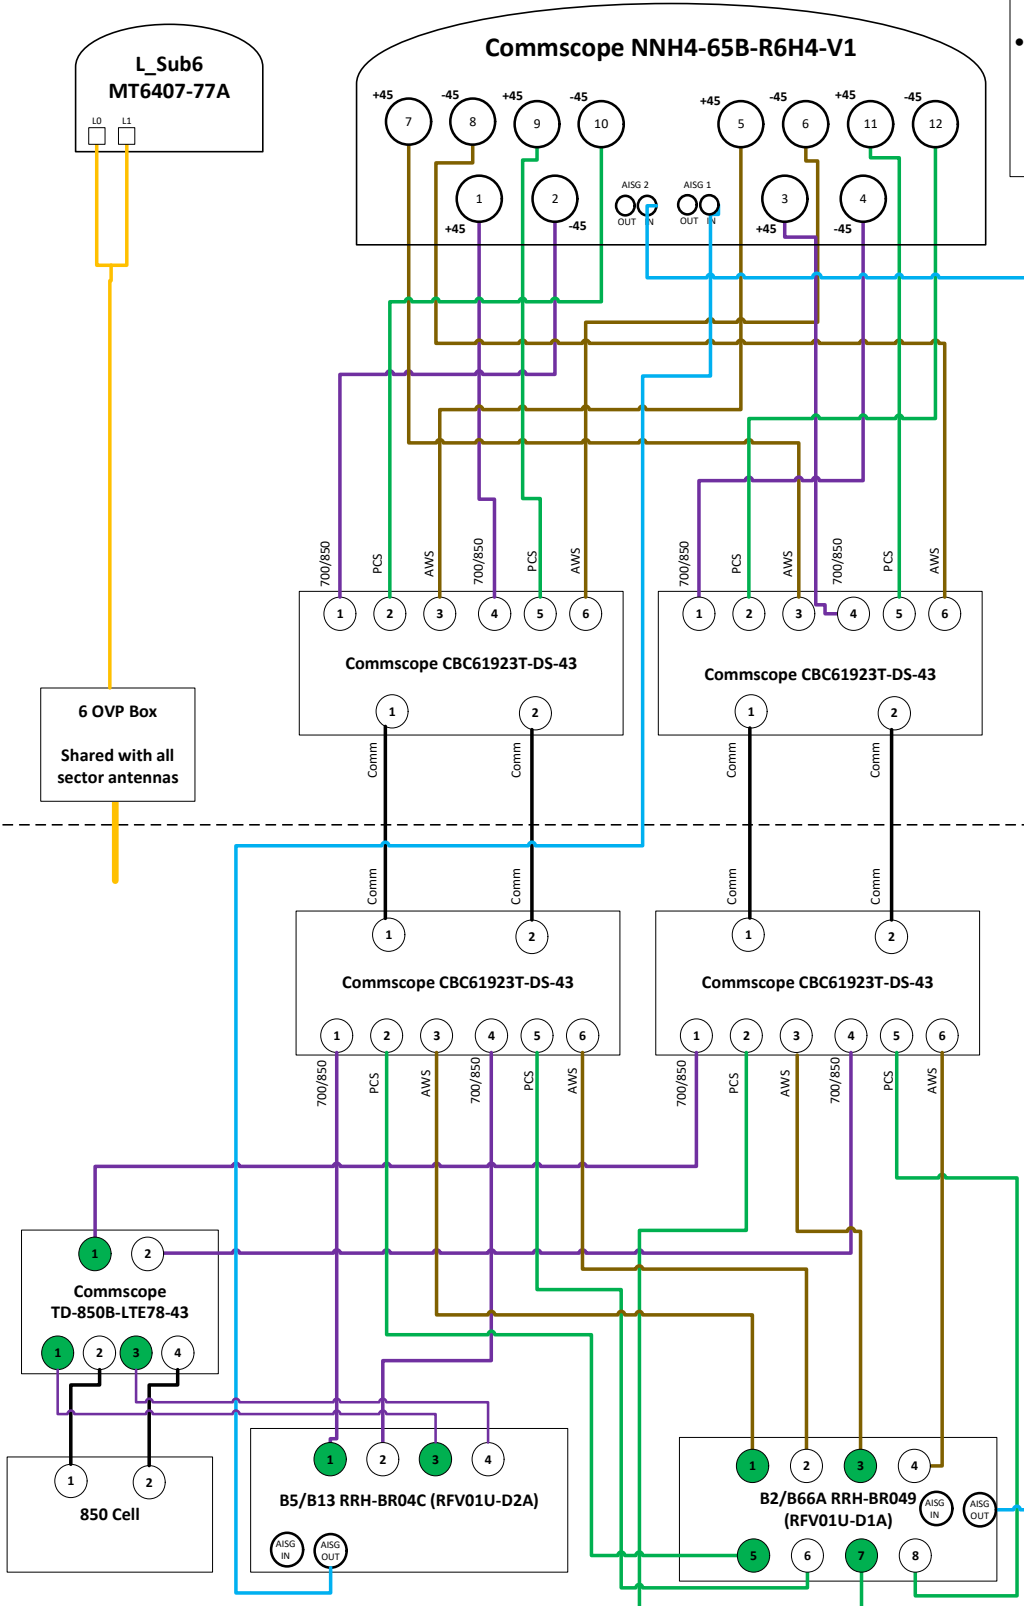 L_Sub6
MT6407-77A
L0 L1
Commscope NNH4-65B-R6H4-V1
•
+45 -45 +45 -45 +45 -45 +45 -45
7 8 9 10 5 6 11 12
AISG 2 AISG 1
1 2 3 4
OUT IN OUT IN
+45 -45 +45 -45
700/850 PCS AWS 700/850 PCS AWS 700/850 PCS AWS 700/850 PCS AWS
1 2 3 4 5 6 1 2 3 4 5 6
Commscope CBC61923T-DS-43 Commscope CBC61923T-DS-43
1 2 1 2
6 OVP Box
Shared with all
sector antennas
Comm Comm Comm Comm
Comm Comm Comm Comm
1 2 1 2
Commscope CBC61923T-DS-43 Commscope CBC61923T-DS-43
1 2 3 4 5 6 1 2 3 4 5 6
700/850 PCS AWS 700/850 PCS AWS 700/850 PCS AWS 700/850 PCS AWS
1 2
Commscope
TD-850B-LTE78-43
1 2 3 4
1 2
850 Cell
1 2 3 4
B5/B13 RRH-BR04C (RFV01U-D2A)
AISG
IN
AISG
OUT
1 2 3 4
B2/B66A RRH-BR049
(RFV01U-D1A)
AISG
IN
AISG
OUT
5 6 7 8